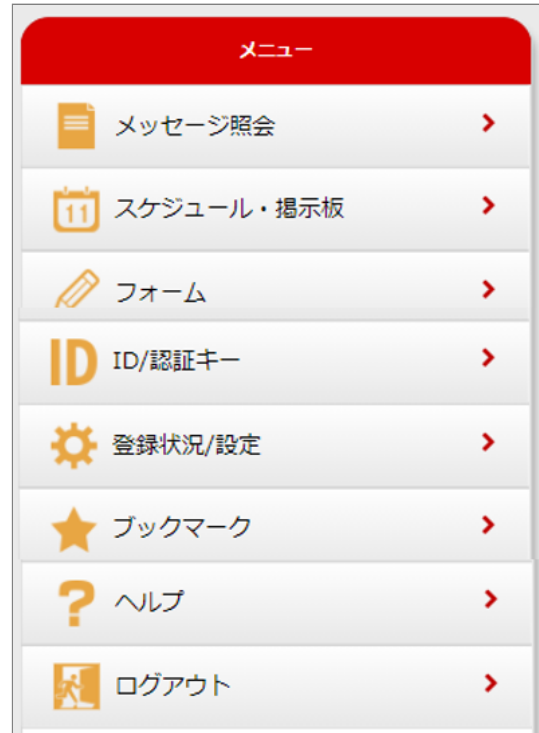 メニュー
メッセージ照会
11 スケジュール・掲示板
フォーム
ID ID/認証キー
登録状況/設定
ブックマーク
? ヘルプ
ログアウト